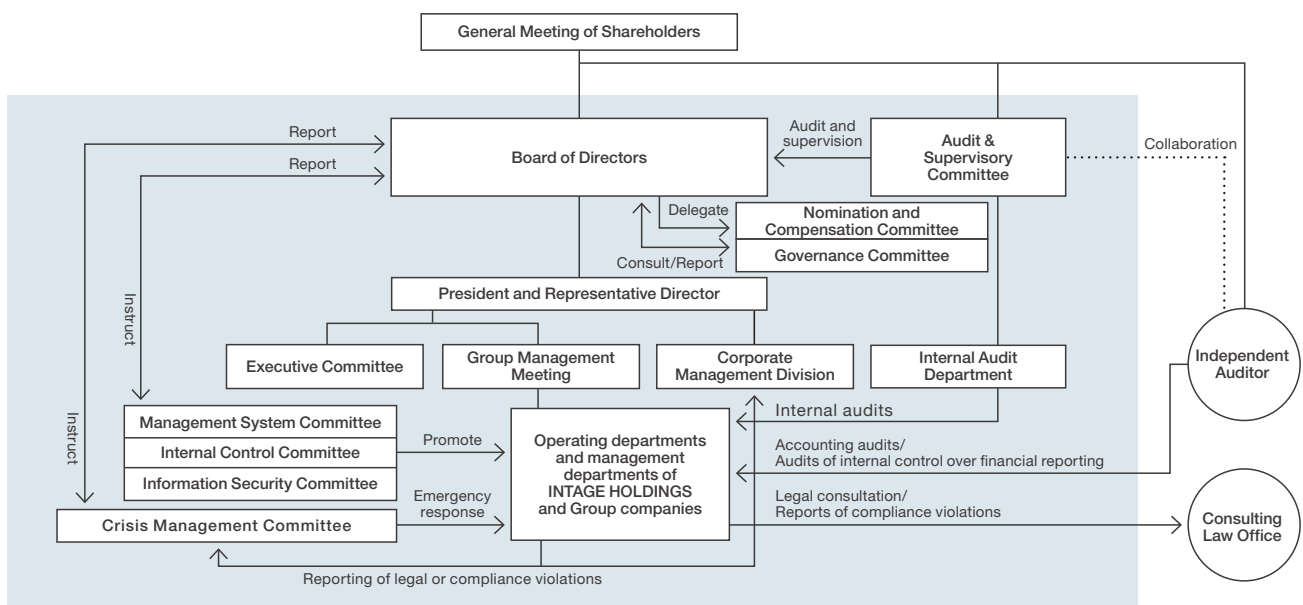 General Meeting of Shareholders
Report
Report
Board of Directors
Audit and
supervision
Audit &
Supervisory
Committee
Collaboration
Delegate
Nomination and
Compensation Committee
Consult/Report
Governance Committee
President and Representative Director
Instruct
Instruct
Executive Committee
Group Management
Meeting
Corporate
Management Division
Internal Audit
Department
Independent
Auditor
Management System Committee
Internal Control Committee
Information Security Committee
Promote
Operating departments
and management
departments of
INTAGE HOLDINGS
and Group companies
Internal audits
Accounting audits/
Audits of internal control over financial reporting
Crisis Management Committee
Emergency
response
Legal consultation/
Reports of compliance violations
Consulting
Law Office
Reporting of legal or compliance violations